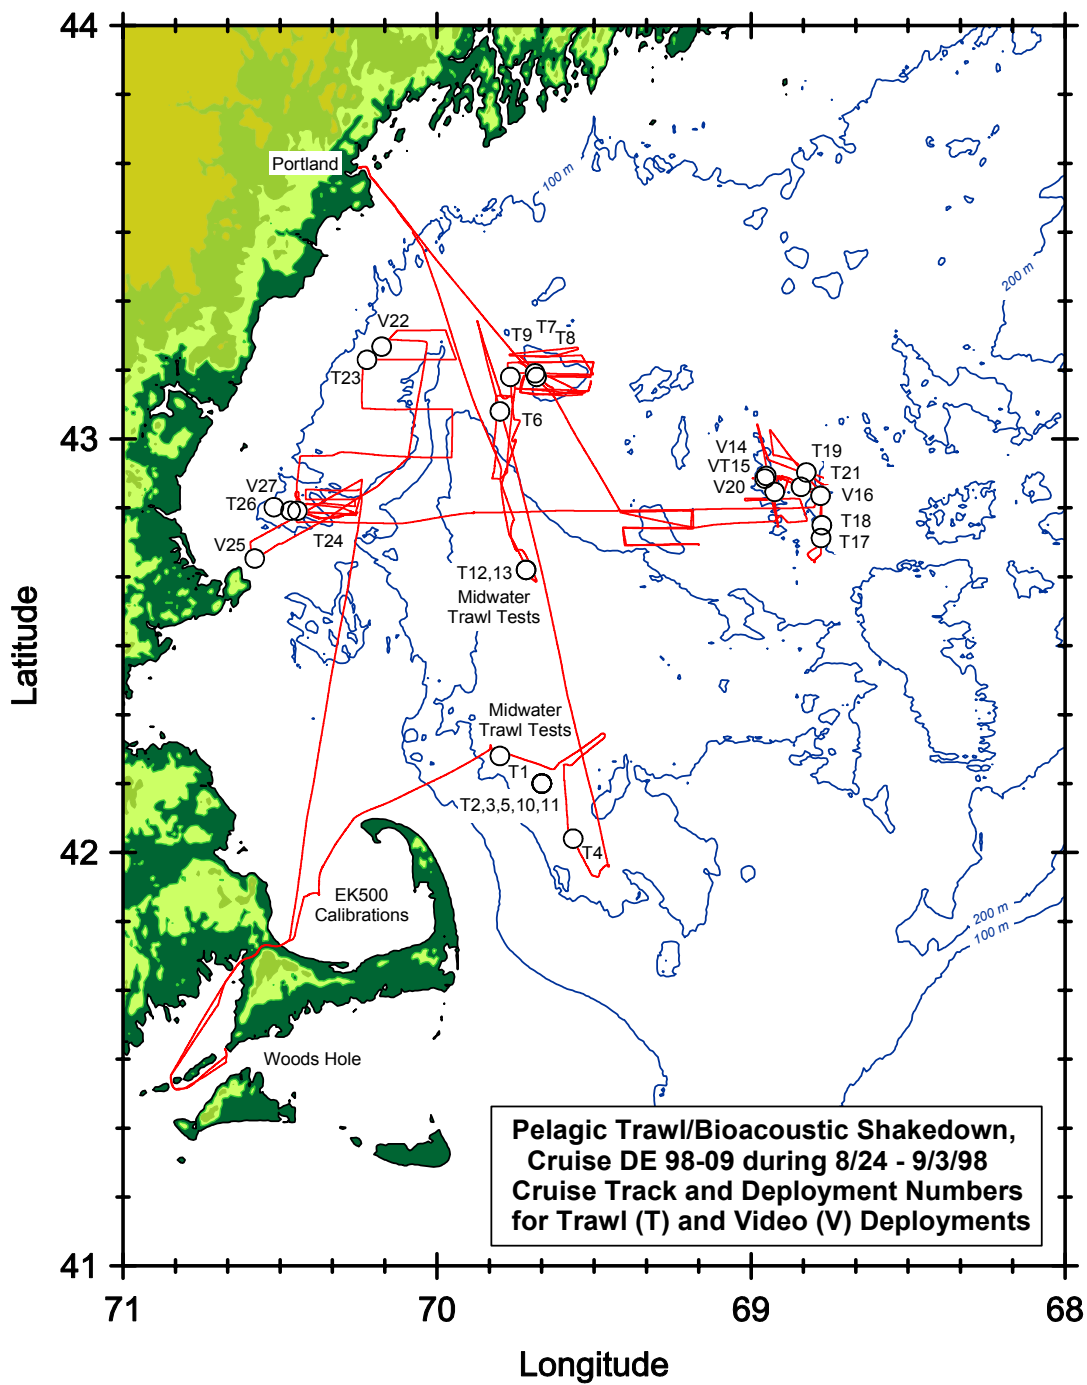 44
Portland
100 m
200 m
V22
T9
T7
T8
T23
T6
43
V14
T19
VT15
T21
V27
V20
V16
T26
T18
T24
T17
V25
T12,13
Midwater
Trawl Tests
Latitude
Midwater
Trawl Tests
T1
T2,3,5,10,11
42
T4
EK500
Calibrations
200 m
100 m
Woods Hole
Pelagic Trawl/Bioacoustic Shakedown,
Cruise DE 98-09 during 8/24 - 9/3/98
Cruise Track and Deployment Numbers
for Trawl (T) and Video (V) Deployments
41
71
70
69
68
Longitude